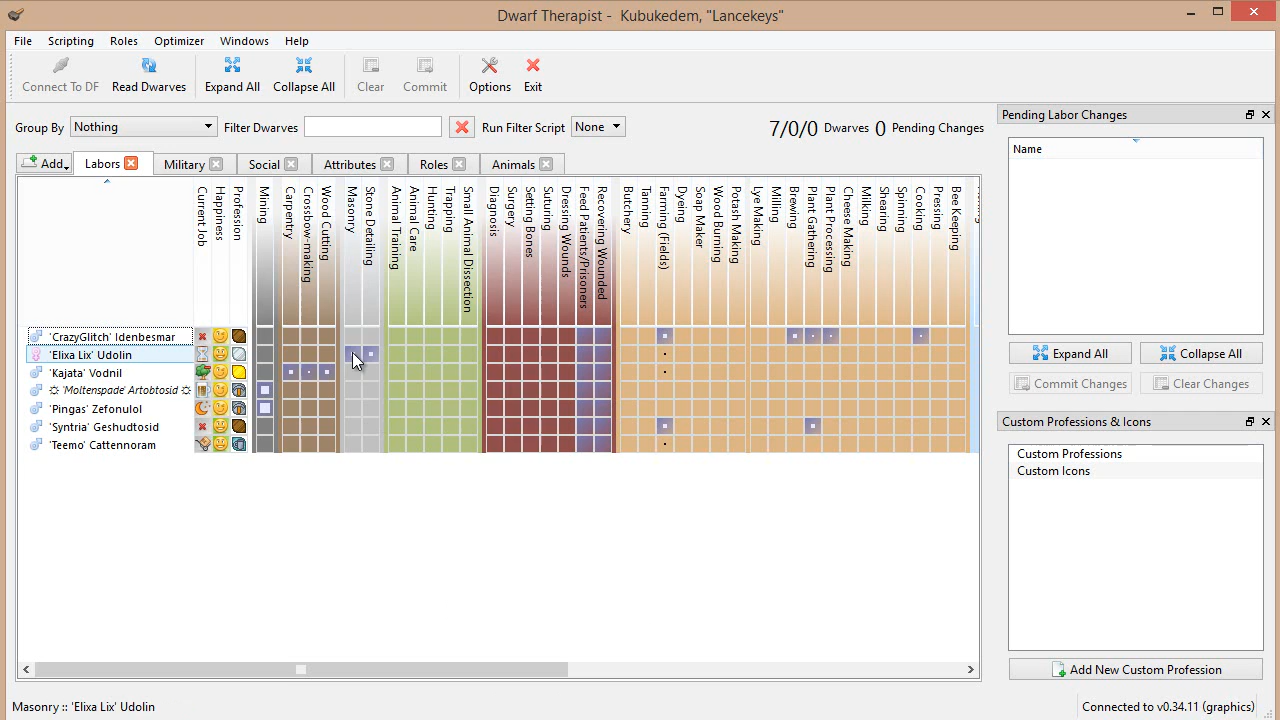 Dwarf Therapist - Kubukedem, "Lancekeys"
File Scripting Roles Optimizer Windows Help
Connect To DF Read Dwarves Expand All Collapse All Clear Commit Options Exit
Group By Nothing Filter Dwarves Run Filter Script None 7/0/0 Dwarves 0 Pending Changes
Add Labors Military Social Attributes Roles Animals
Current Job
Happiness
Profession
Mining
Carpentry
Crossbow-making
Wood Cutting
Masonry
Stone Detailing
Animal Training
Animal Care
Hunting
Trapping
Small Animal Dissection
Diagnosis
Surgery
Setting Bones
Suturing
Dressing Wounds
Feed Patients/Prisoners
Recovering Wounded
Butchery
Tanning
Farming (Fields)
Dyeing
Soap Maker
Wood Burning
Potash Making
Lye Making
Milling
Brewing
Plant Gathering
Plant Processing
Cheese Making
Milking
Shearing
Spinning
Cooking
Pressing
Bee Keeping
'CrazyGlitch' Idenbesmar
'Elixa Lix' Udolin
'Kajata' Vodnil
'Moltenspade' Artobtosid
'Pingas' Zefonulol
'Syntria' Geshudtosid
'Teemo' Cattennoram
Pending Labor Changes
Name
Expand All Collapse All
Commit Changes Clear Changes
Custom Professions & Icons
Custom Professions
Custom Icons
Add New Custom Profession
Masonry :: 'Elixa Lix' Udolin
Connected to v0.34.11 (graphics)